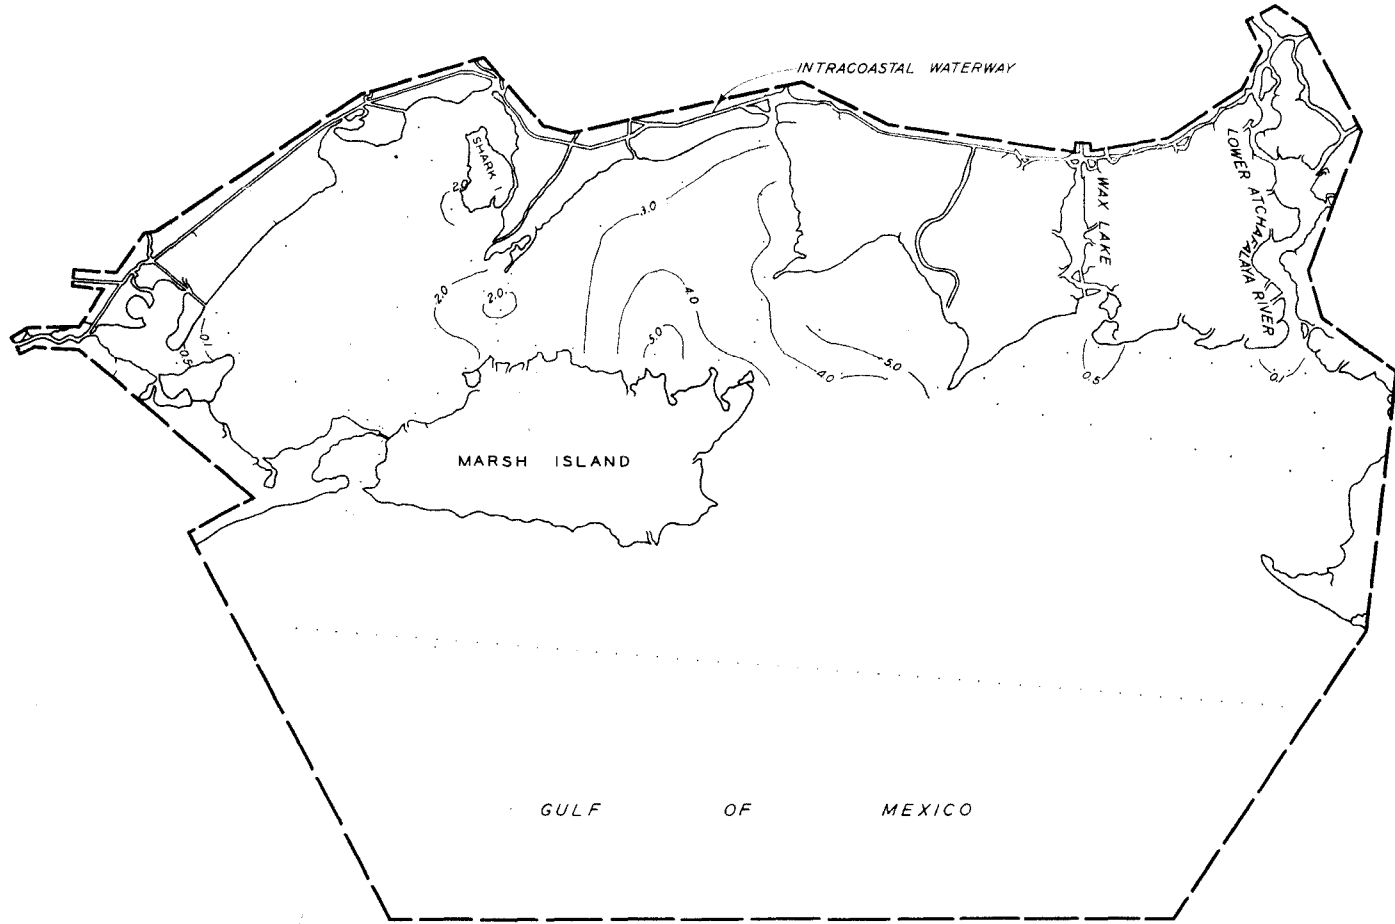 INTRACOASTAL WATERWAY
SHARK I
LOWER ATCHAFALAYA RIVER
WAX LAKE
2.0
3.0
2.0
2.0
4.0
5.0
0.1
0.5
5.0
4.0
0.5
0.1
MARSH ISLAND
GULF OF MEXICO